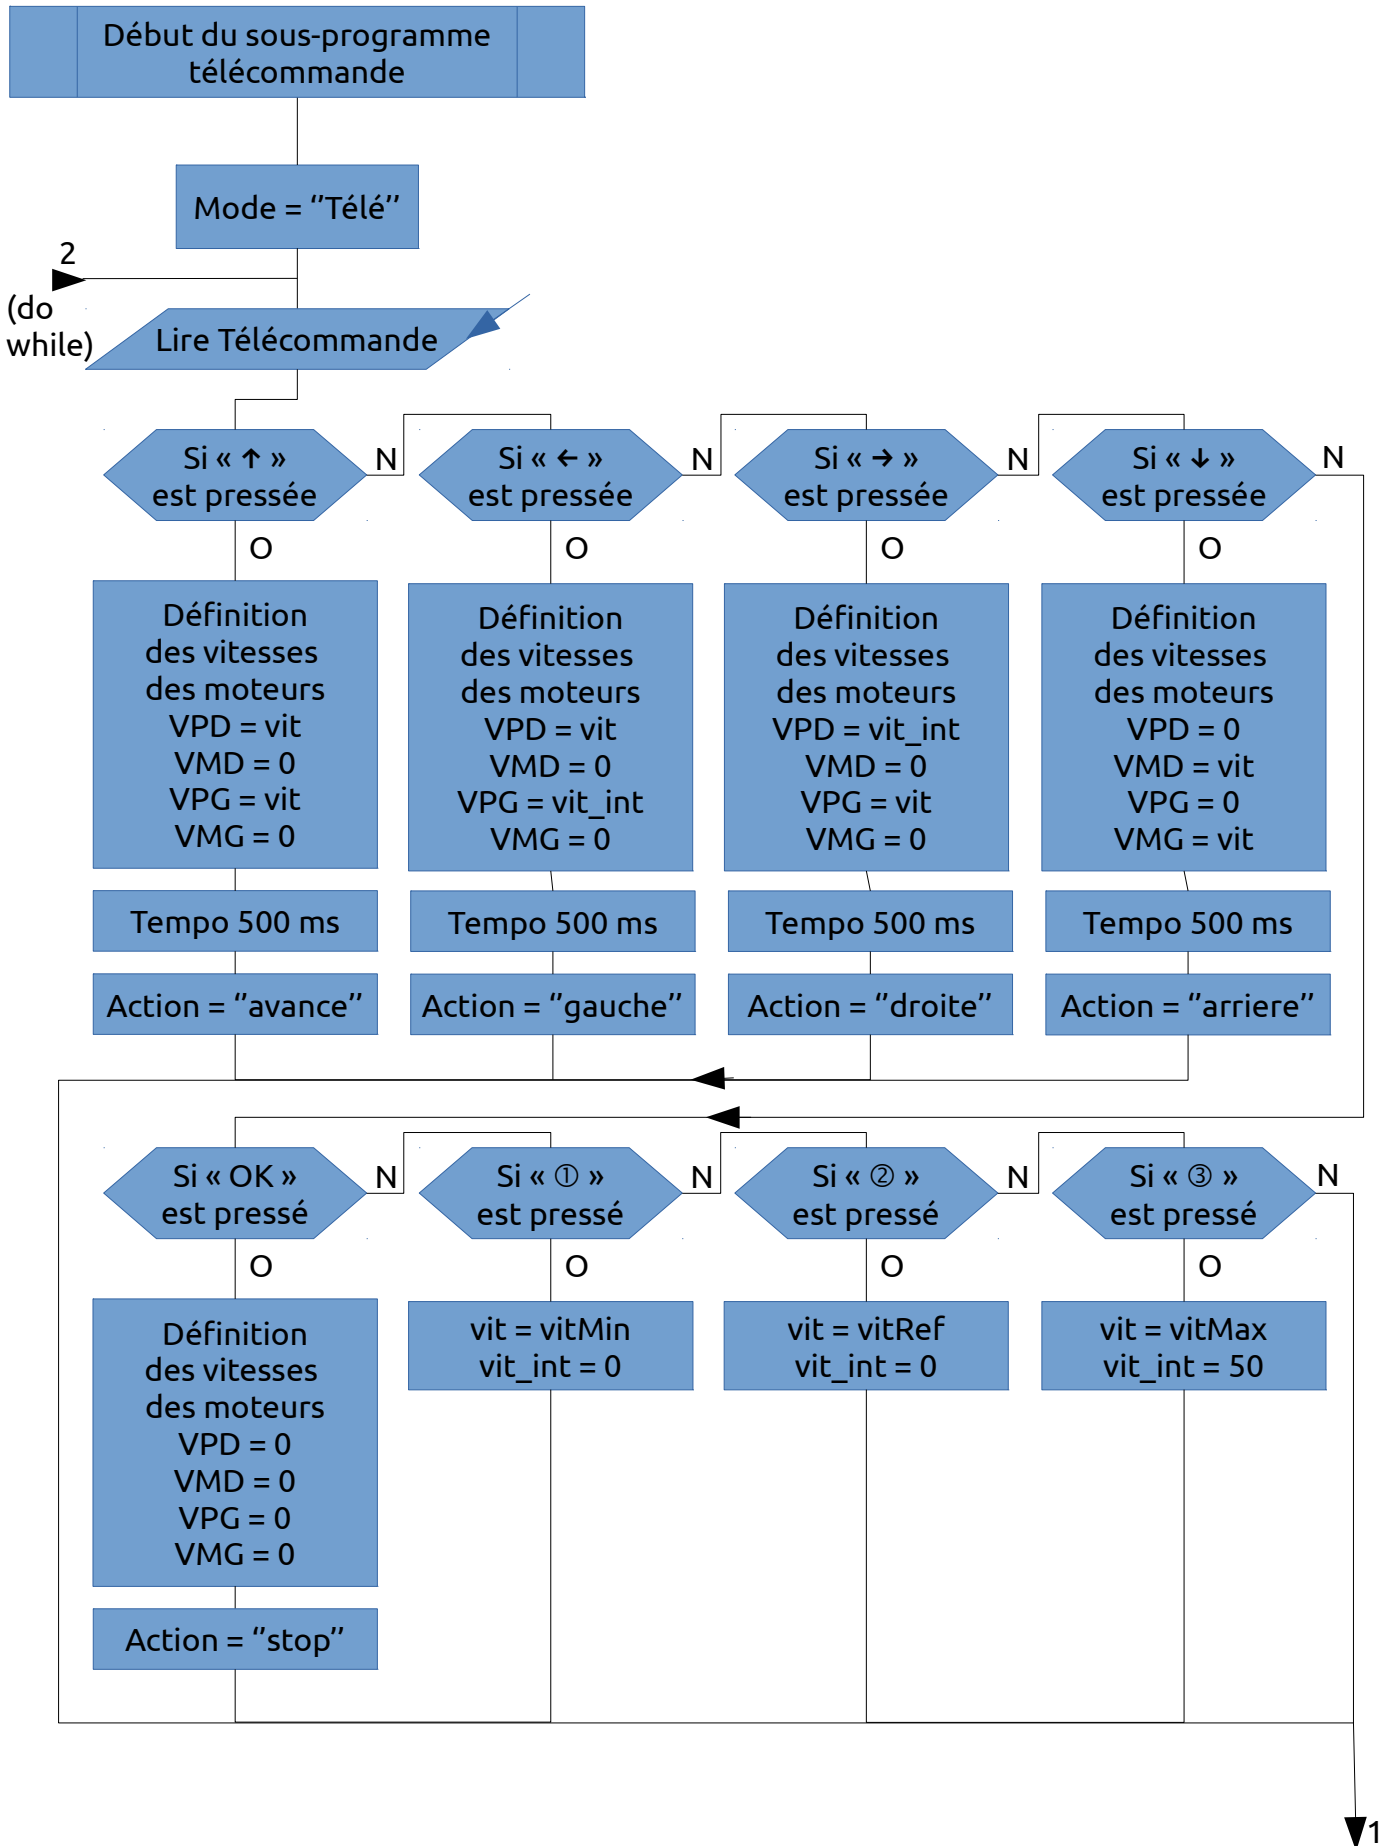 Début du sous-programme
télécommande
Mode = ‘’Télé’’
2
(do
while)
Lire Télécommande
Si « ↑ »
est pressée
N
O
Si « ← »
est pressée
N
O
Si « → »
est pressée
N
O
Si « ↓ »
est pressée
N
O
Définition
des vitesses
des moteurs
VPD = vit
VMD = 0
VPG = vit
VMG = 0
Tempo 500 ms
Action = ‘’avance’’
Définition
des vitesses
des moteurs
VPD = vit
VMD = 0
VPG = vit_int
VMG = 0
Tempo 500 ms
Action = ‘’gauche’’
Définition
des vitesses
des moteurs
VPD = vit_int
VMD = 0
VPG = vit
VMG = 0
Tempo 500 ms
Action = ‘’droite’’
Définition
des vitesses
des moteurs
VPD = 0
VMD = vit
VPG = 0
VMG = vit
Tempo 500 ms
Action = ‘’arriere’’
Si « OK »
est pressé
N
O
Si « ① »
est pressé
N
O
Si « ② »
est pressé
N
O
Si « ③ »
est pressé
N
O
Définition
des vitesses
des moteurs
VPD = 0
VMD = 0
VPG = 0
VMG = 0
Action = ‘’stop’’
vit = vitMin
vit_int = 0
vit = vitRef
vit_int = 0
vit = vitMax
vit_int = 50
1